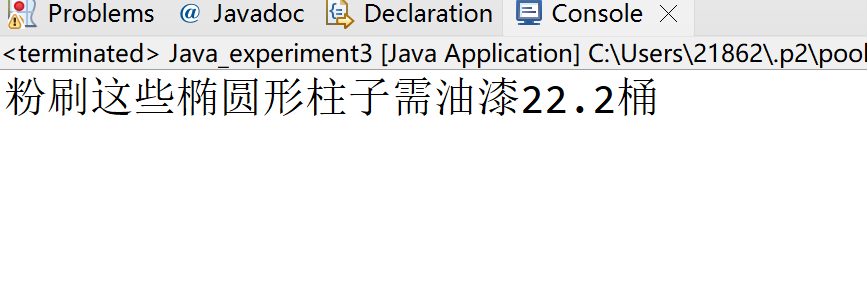 Problems @ Javadoc Declaration Console
<terminated> Java_experiment3 [Java Application] C:\Users\21862\.p2\pool
粉刷这些椭圆形柱子需油漆22.2桶